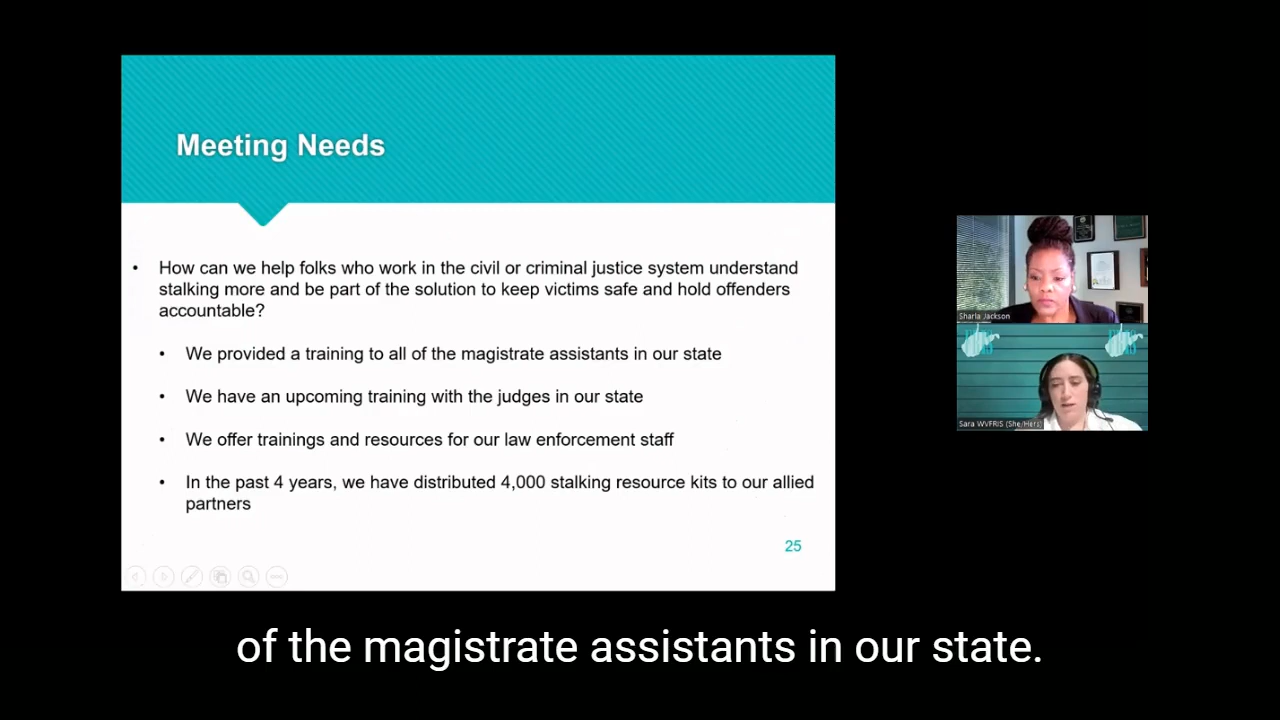 Meeting Needs
• How can we help folks who work in the civil or criminal justice system understand
stalking more and be part of the solution to keep victims safe and hold offenders
accountable?
• We provided a training to all of the magistrate assistants in our state
• We have an upcoming training with the judges in our state
• We offer trainings and resources for our law enforcement staff
• In the past 4 years, we have distributed 4,000 stalking resource kits to our allied
partners
25
Sharla Jackson
Sara WVFRIS (She/Hers)
of the magistrate assistants in our state.